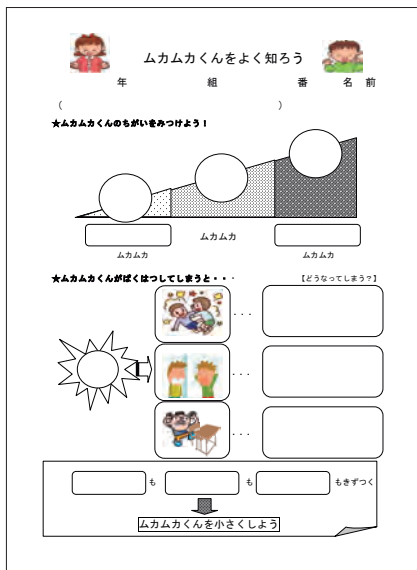 ムカムカくんをよく知ろう
年 組 番 名 前
( )
★ムカムカくんのちがいをみつけよう！
ムカムカ
ムカムカ ムカムカ
★ムカムカくんがばくはつしてしまうと・・・ 【どうなってしまう？】
・・・
・・・
・・・
も も もきずつく
ムカムカくんを小さくしよう